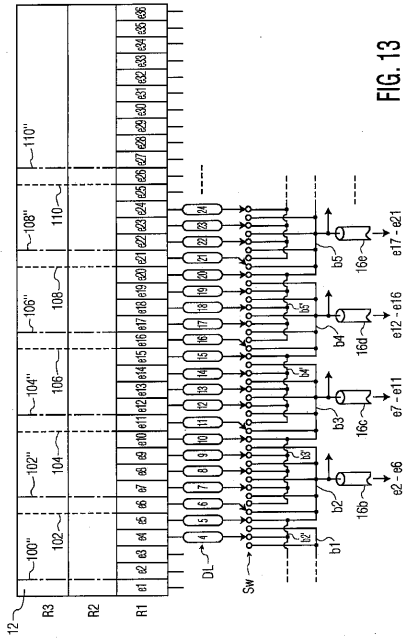 12
100" 102" 104" 106" 108" 110"
R3
102 104 106 108 110
R2
R1
e1 e2 e3 e4 e5 e6 e7 e8 e9 e10 e11 e12 e13 e14 e15 e16 e17 e18 e19 e20 e21 e22 e23 e24 e25 e26 e27 e28 e29 e30 e31 e32 e33 e34 e35 e36
DL
4 5 6 7 8 9 10 11 12 13 14 15 16 17 18 19 20 21 22 23 24
Sw
b2' b3' b4' b5'
b1 b2 b3 b4 b5
16b 16c 16d 16e
e2 - e6 e7 - e11 e12 - e16 e17 - e21
FIG. 13